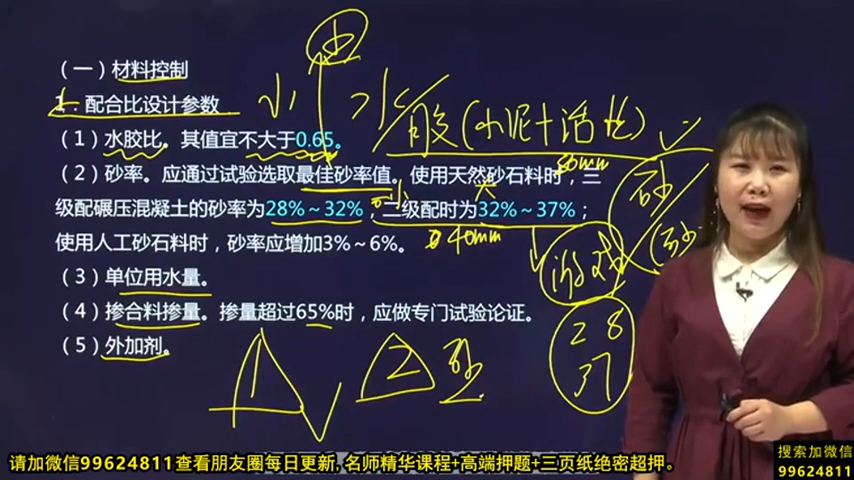 （一）材料控制
1．配合比设计参数
（1）水胶比。其值宜不大于0.65。
（2）砂率。应通过试验选取最佳砂率值。使用天然砂石料时，三
级配碾压混凝土的砂率为28%～32%，二级配时为32%～37%；
使用人工砂石料时，砂率应增加3%～6%。
（3）单位用水量。
（4）掺合料掺量。掺量超过65%时，应做专门试验论证。
（5）外加剂。
水/胶(水泥+活性)
80mm
40mm
砂/(砂
28
37
1
2
砂
请加微信99624811查看朋友圈每日更新,名师精华课程+高端押题+三页纸绝密超押。
搜索加微信
99624811